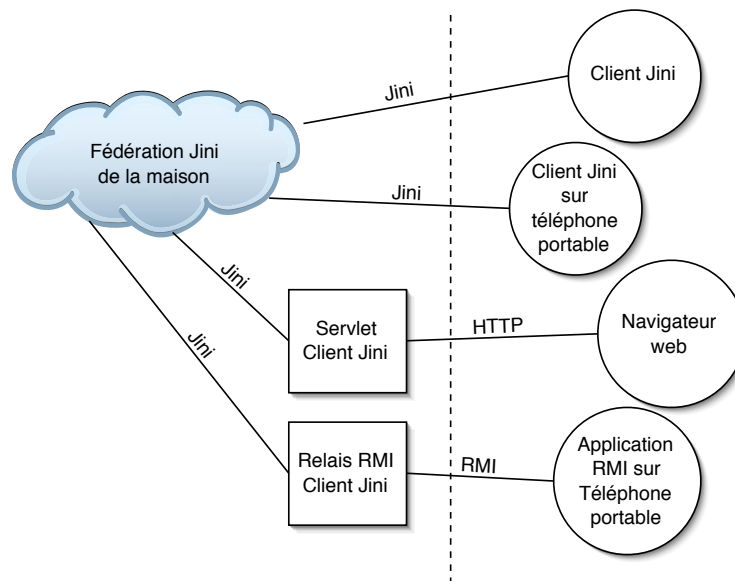 Client Jini
Jini
Fédération Jini
de la maison
Jini
Client Jini
sur
téléphone
portable
Jini
Servlet
Client Jini
HTTP
Navigateur
web
Jini
Relais RMI
Client Jini
RMI
Application
RMI sur
Téléphone
portable